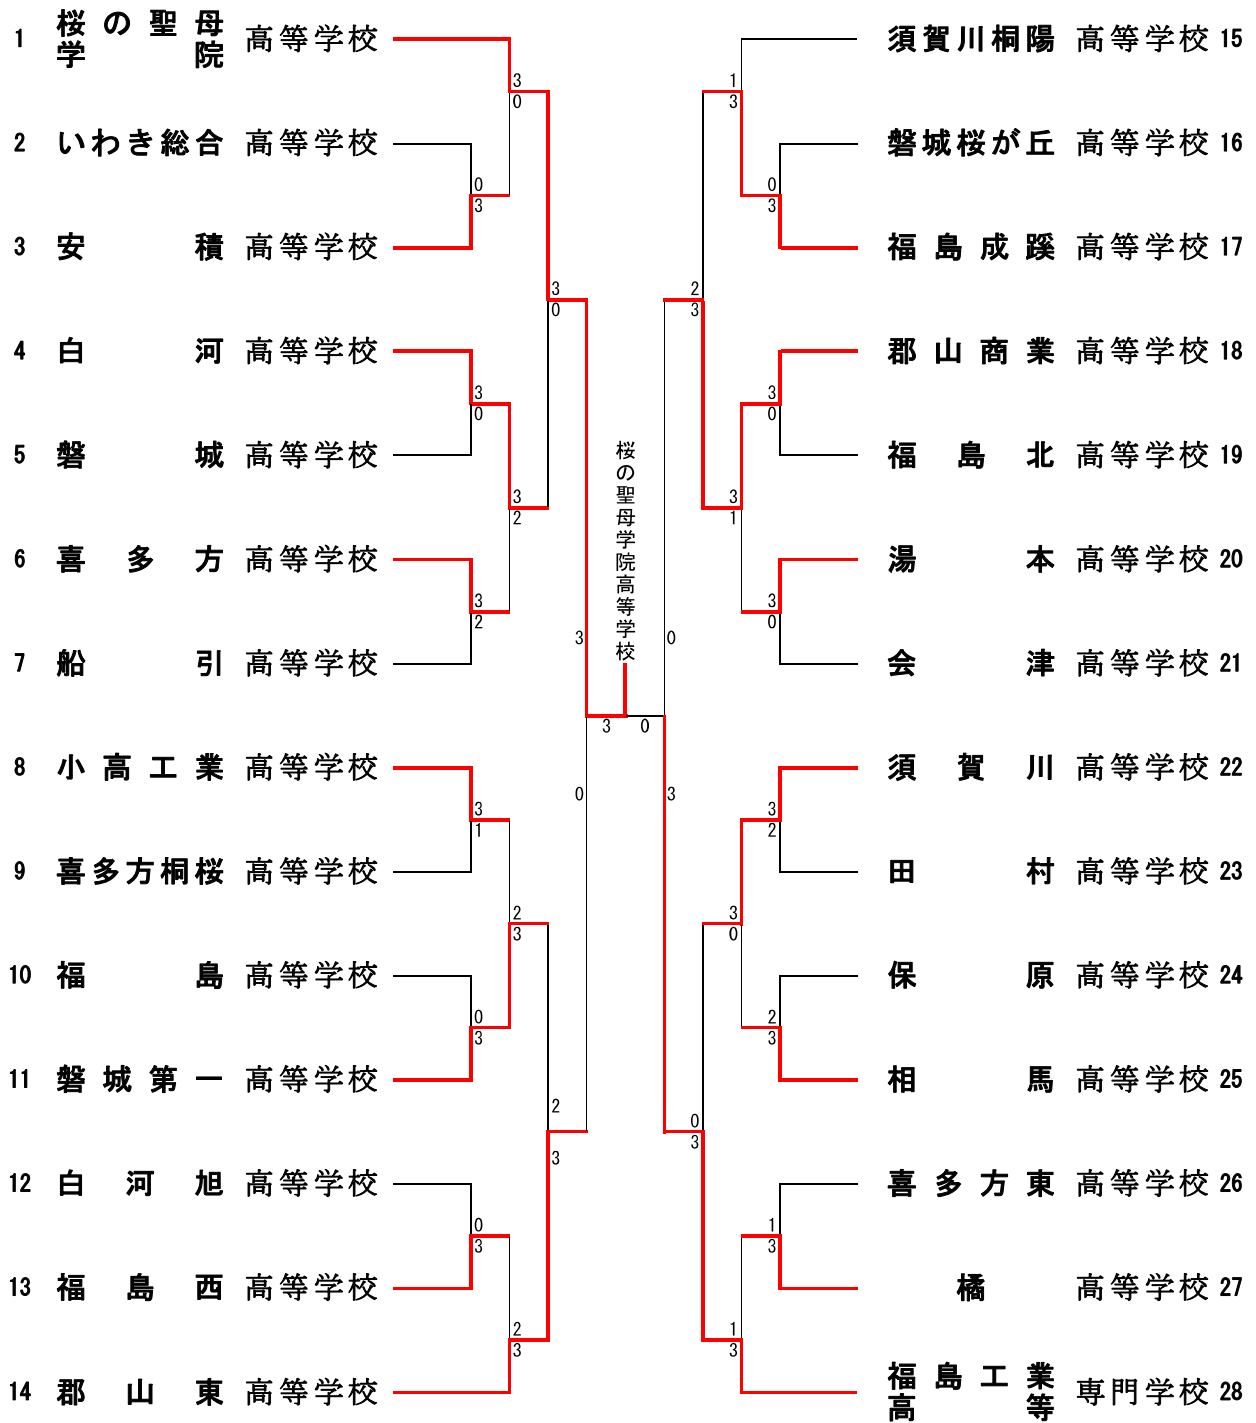 1 桜の聖母学院 高等学校
2 いわき総合 高等学校
3 安積 高等学校
4 白河 高等学校
5 磐城 高等学校
6 喜多方 高等学校
7 船引 高等学校
8 小高工業 高等学校
9 喜多方桐桜 高等学校
10 福島 高等学校
11 磐城第一 高等学校
12 白河旭 高等学校
13 福島西 高等学校
14 郡山東 高等学校
3
0
0
3
3
0
3
0
3
2
3
2
3
1
2
3
0
3
2
3
0
3
2
3
3
0
桜の聖母学院高等学校
3 0
0
3
1
3
0
3
2
3
3
0
3
1
3
0
3
2
3
0
2
3
0
3
1
3
1
3
須賀川桐陽 高等学校 15
磐城桜が丘 高等学校 16
福島成蹊 高等学校 17
郡山商業 高等学校 18
福島北 高等学校 19
湯本 高等学校 20
会津 高等学校 21
須賀川 高等学校 22
田村 高等学校 23
保原 高等学校 24
相馬 高等学校 25
喜多方東 高等学校 26
橘 高等学校 27
福島工業高等 専門学校 28